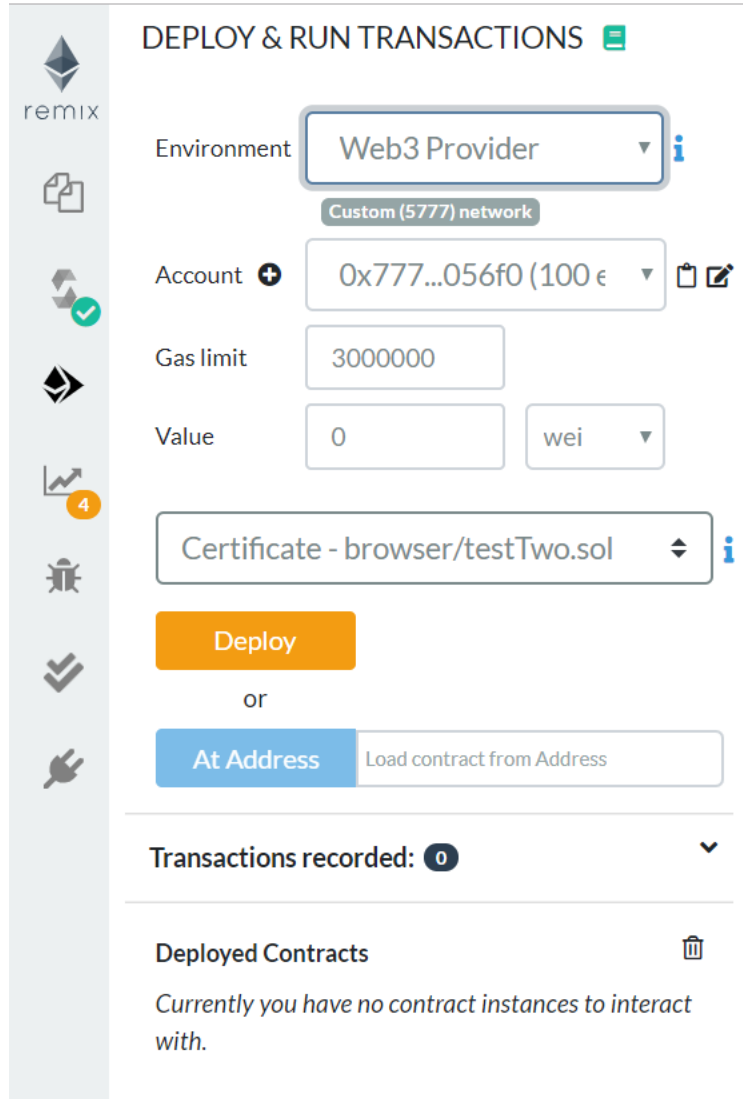 DEPLOY & RUN TRANSACTIONS
remix
Environment Web3 Provider
Custom (5777) network
Account 0x777...056f0 (100 e
Gas limit 3000000
Value 0 wei
4
Certificate - browser/testTwo.sol
Deploy
or
At Address Load contract from Address
Transactions recorded: 0
Deployed Contracts
Currently you have no contract instances to interact
with.